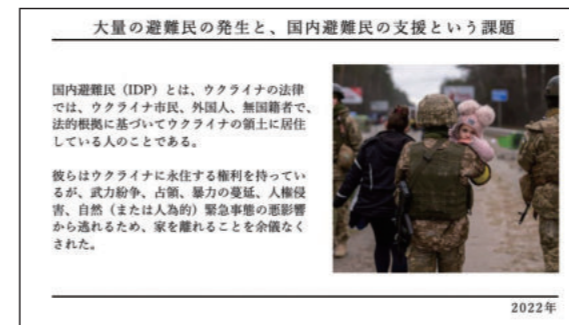 大量の避難民の発生と、国内避難民の支援という課題
国内避難民（IDP）とは、ウクライナの法律
では、ウクライナ市民、外国人、無国籍者で、
法的根拠に基づいてウクライナの領土に居住
している人のことである。
彼らはウクライナに永住する権利を持ってい
るが、武力紛争、占領、暴力の蔓延、人権侵
害、自然（または人為的）緊急事態の悪影響
から逃れるため、家を離れることを余儀なく
された。
2022年